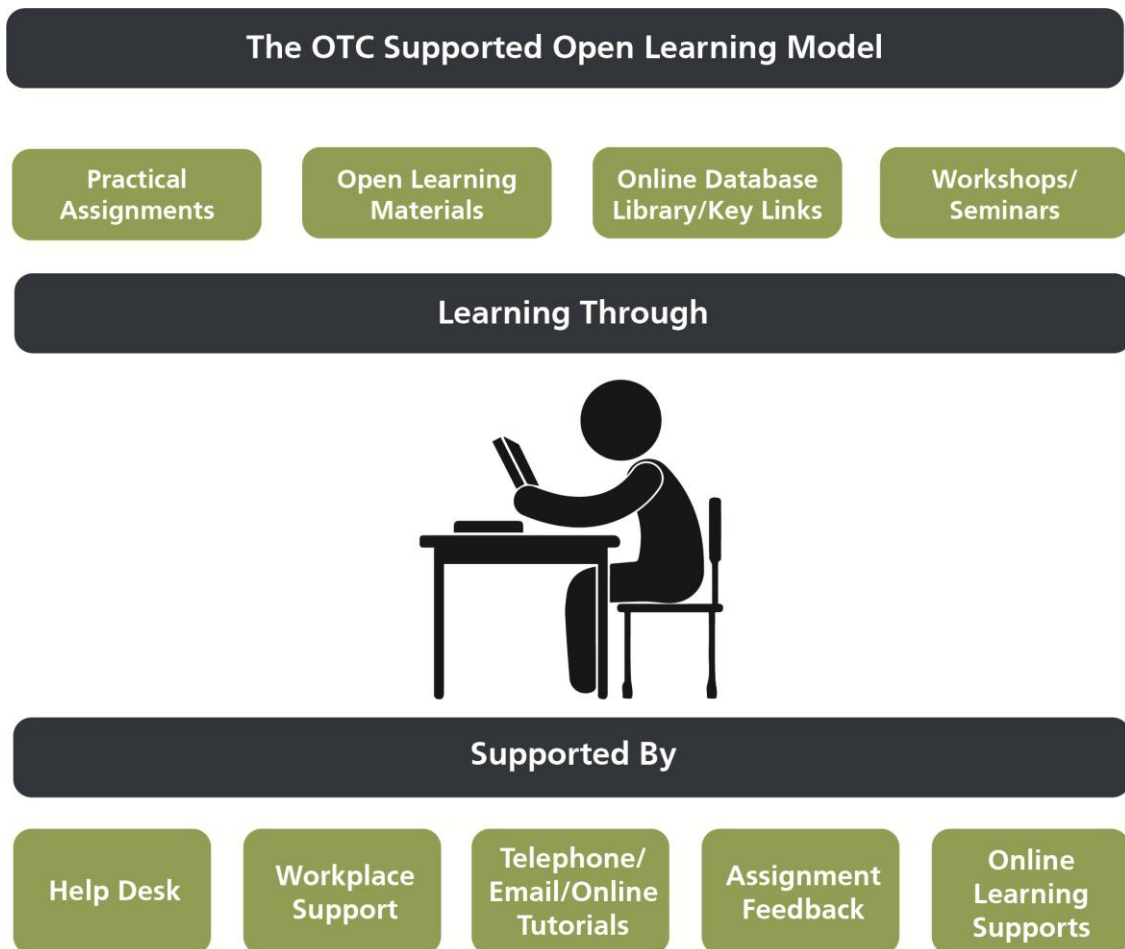 The OTC Supported Open Learning Model
Practical
Assignments
Open Learning
Materials
Online Database
Library/Key Links
Workshops/
Seminars
Learning Through
Supported By
Help Desk
Workplace
Support
Telephone/
Email/Online
Tutorials
Assignment
Feedback
Online
Learning
Supports